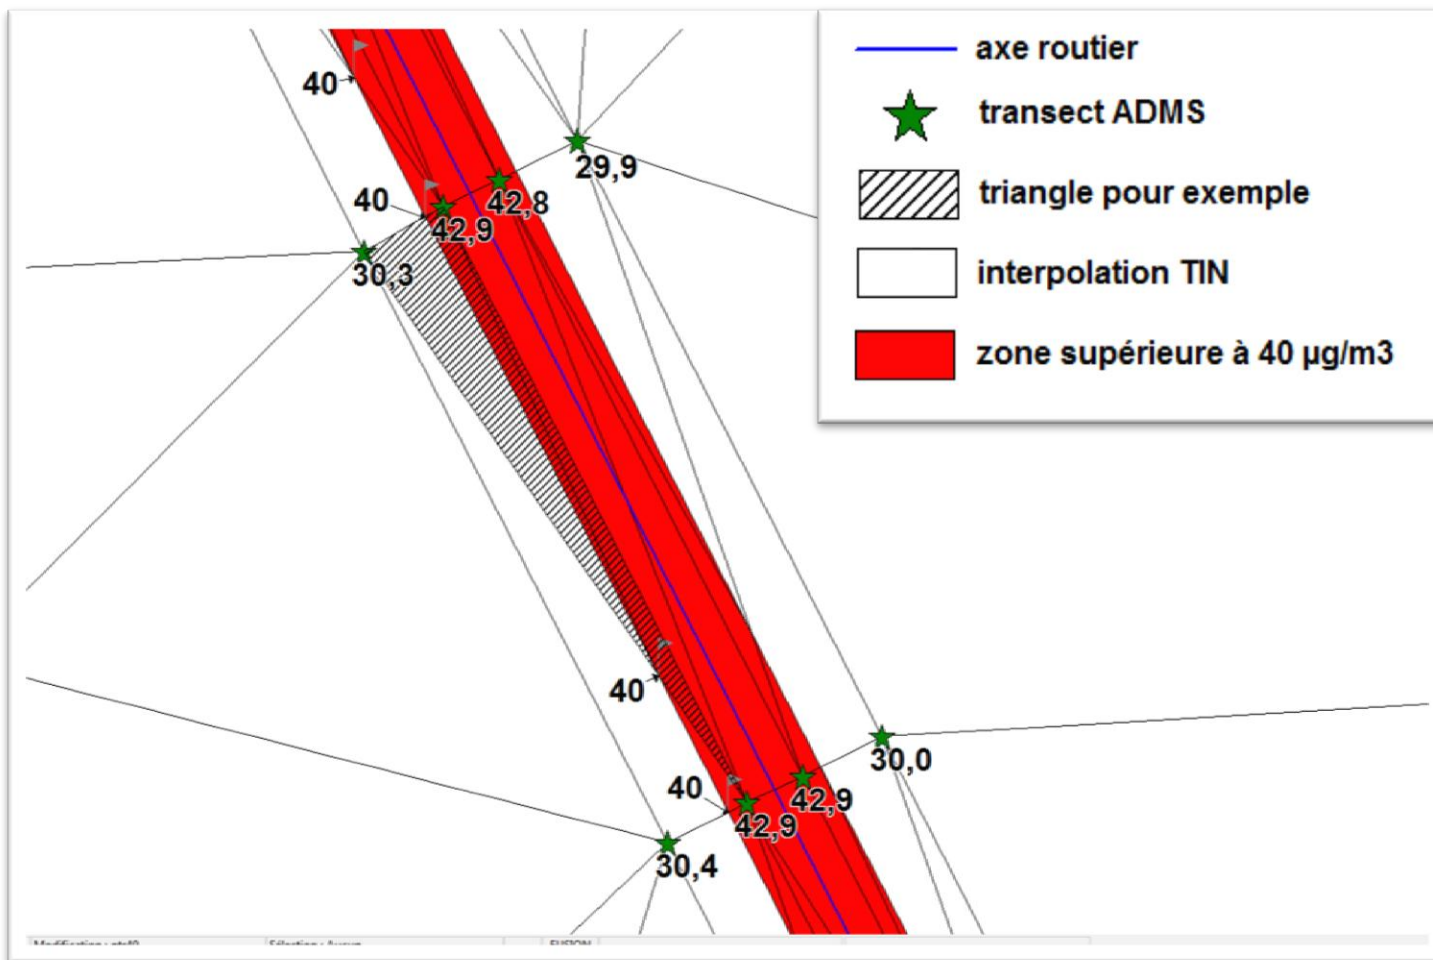 axe routier
transect ADMS
triangle pour exemple
interpolation TIN
zone supérieure à 40 µg/m3
40
29,9
40
42,8
42,9
30,3
40
30,0
40
42,9
42,9
30,4